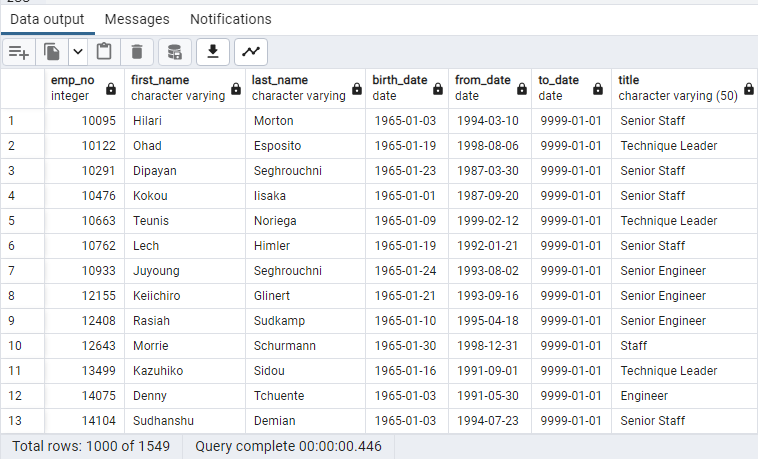 Data output Messages Notifications
emp_no first_name last_name birth_date from_date to_date title
integer character varying character varying date date date character varying (50)
1 10095 Hilari Morton 1965-01-03 1994-03-10 9999-01-01 Senior Staff
2 10122 Ohad Esposito 1965-01-19 1998-08-06 9999-01-01 Technique Leader
3 10291 Dipayan Seghrouchni 1965-01-23 1987-03-30 9999-01-01 Senior Staff
4 10476 Kokou Iisaka 1965-01-01 1987-09-20 9999-01-01 Senior Staff
5 10663 Teunis Noriega 1965-01-09 1999-02-12 9999-01-01 Technique Leader
6 10762 Lech Himler 1965-01-19 1992-01-21 9999-01-01 Senior Staff
7 10933 Juyoung Seghrouchni 1965-01-24 1993-08-02 9999-01-01 Senior Engineer
8 12155 Keiichiro Glinert 1965-01-21 1993-09-16 9999-01-01 Senior Engineer
9 12408 Rasiah Sudkamp 1965-01-10 1995-04-18 9999-01-01 Senior Engineer
10 12643 Morrie Schurmann 1965-01-30 1998-12-31 9999-01-01 Staff
11 13499 Kazuhiko Sidou 1965-01-16 1991-09-01 9999-01-01 Technique Leader
12 14075 Denny Tchuente 1965-01-03 1991-05-30 9999-01-01 Engineer
13 14104 Sudhanshu Demian 1965-01-03 1994-07-23 9999-01-01 Senior Staff
Total rows: 1000 of 1549 Query complete 00:00:00.446